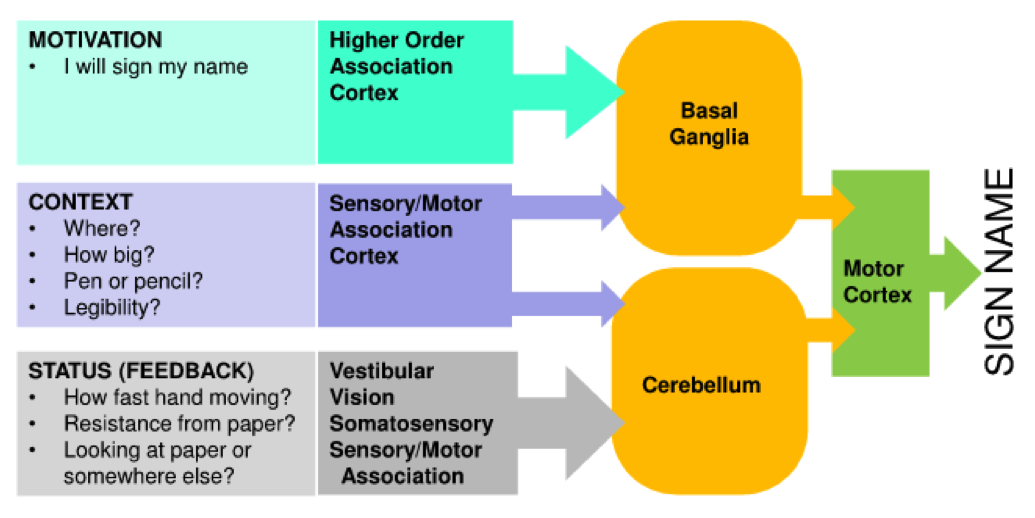 MOTIVATION
• I will sign my name
Higher Order
Association
Cortex
Basal
Ganglia
CONTEXT
• Where?
• How big?
• Pen or pencil?
• Legibility?
Sensory/Motor
Association
Cortex
STATUS (FEEDBACK)
• How fast hand moving?
• Resistance from paper?
• Looking at paper or
somewhere else?
Vestibular
Vision
Somatosensory
Sensory/Motor
Association
Cerebellum
Motor
Cortex
SIGN NAME